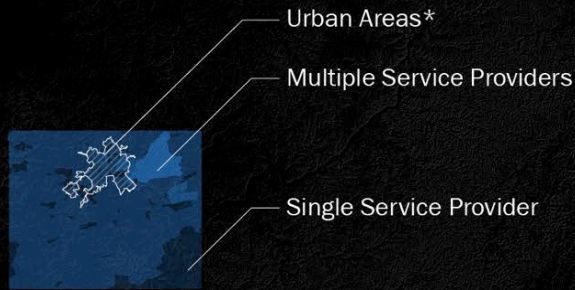 Urban Areas*
Multiple Service Providers
Single Service Provider